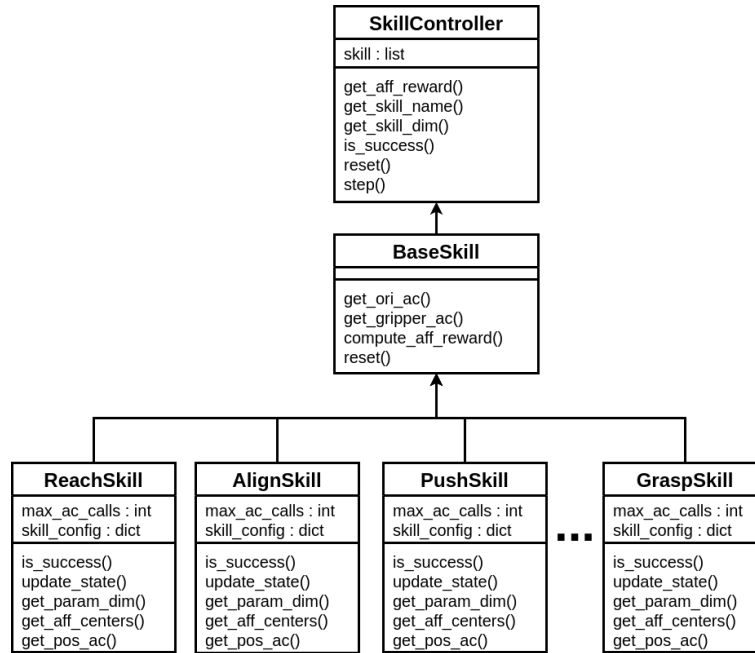 SkillController
skill : list
get_aff_reward()
get_skill_name()
get_skill_dim()
is_success()
reset()
step()
BaseSkill
get_ori_ac()
get_gripper_ac()
compute_aff_reward()
reset()
ReachSkill
max_ac_calls : int
skill_config : dict
is_success()
update_state()
get_param_dim()
get_aff_centers()
get_pos_ac()
AlignSkill
max_ac_calls : int
skill_config : dict
is_success()
update_state()
get_param_dim()
get_aff_centers()
get_pos_ac()
PushSkill
max_ac_calls : int
skill_config : dict
is_success()
update_state()
get_param_dim()
get_aff_centers()
get_pos_ac()
...
GraspSkill
max_ac_calls : int
skill_config : dict
is_success()
update_state()
get_param_dim()
get_aff_centers()
get_pos_ac()